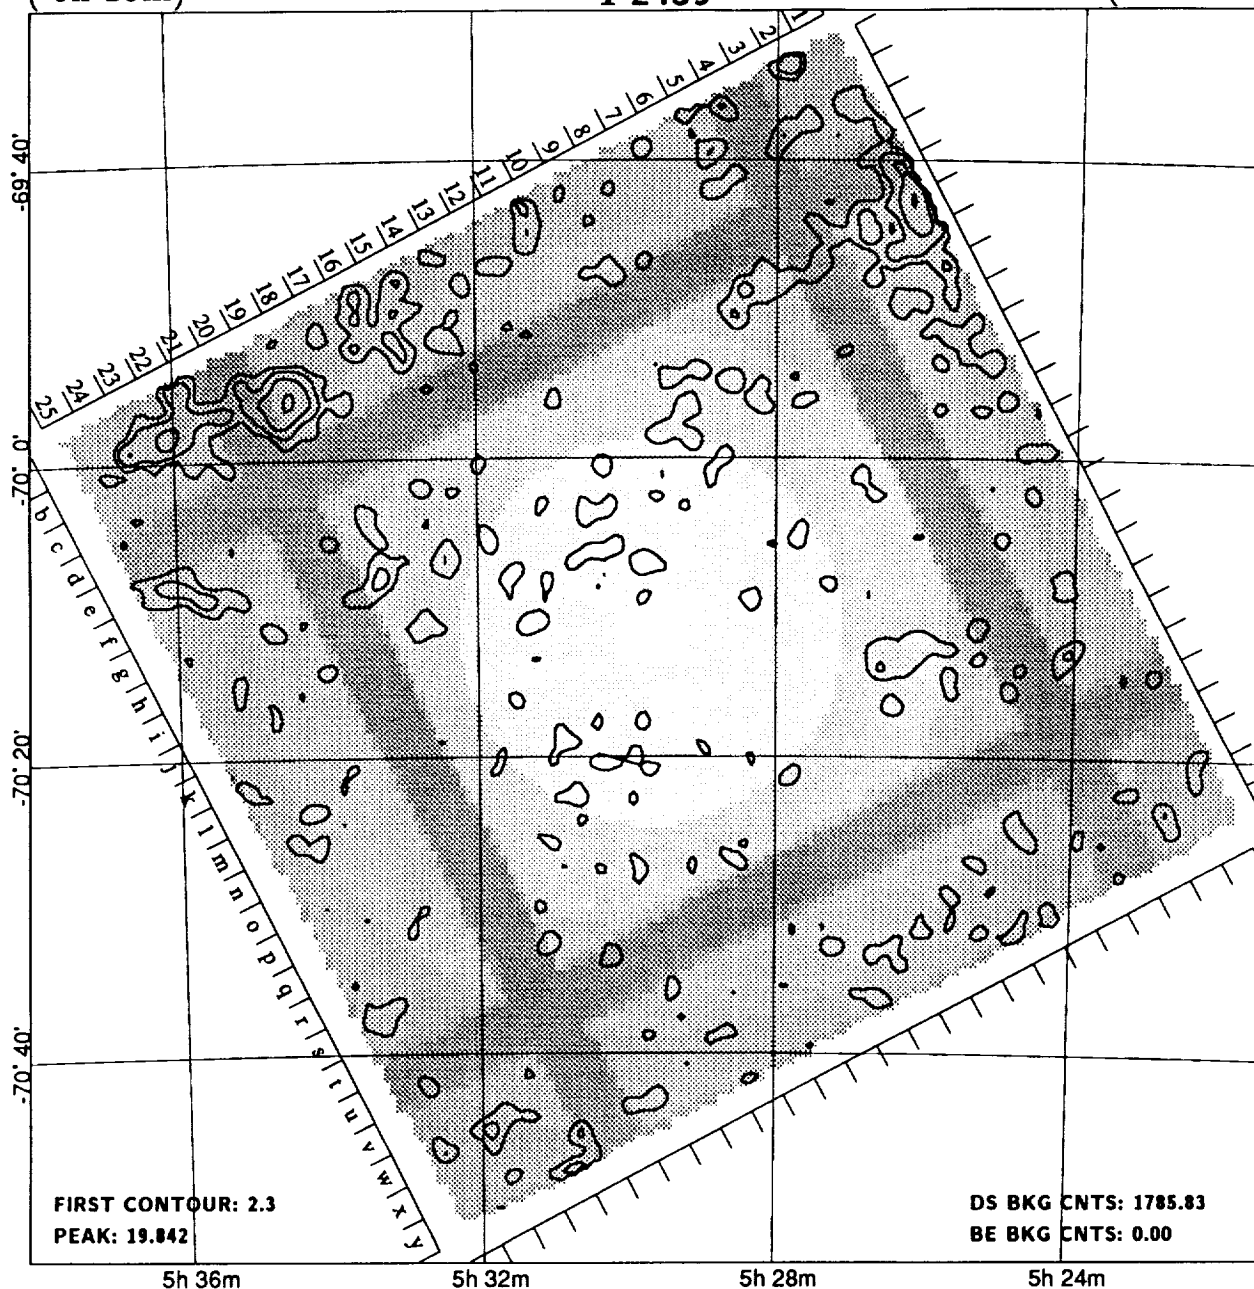 1 2 3 4 5 6 7 8 9 10 11 12 13 14 15 16 17 18 19 20 21 22 23 24 25
-69° 40'
-70° 0'
-70° 20'
-70° 40'
b c d e f g h i j k l m n o p q r s t u v w x y
FIRST CONTOUR: 2.3
PEAK: 19.842
DS BKG CNTS: 1785.83
BE BKG CNTS: 0.00
5h 36m 5h 32m 5h 28m 5h 24m